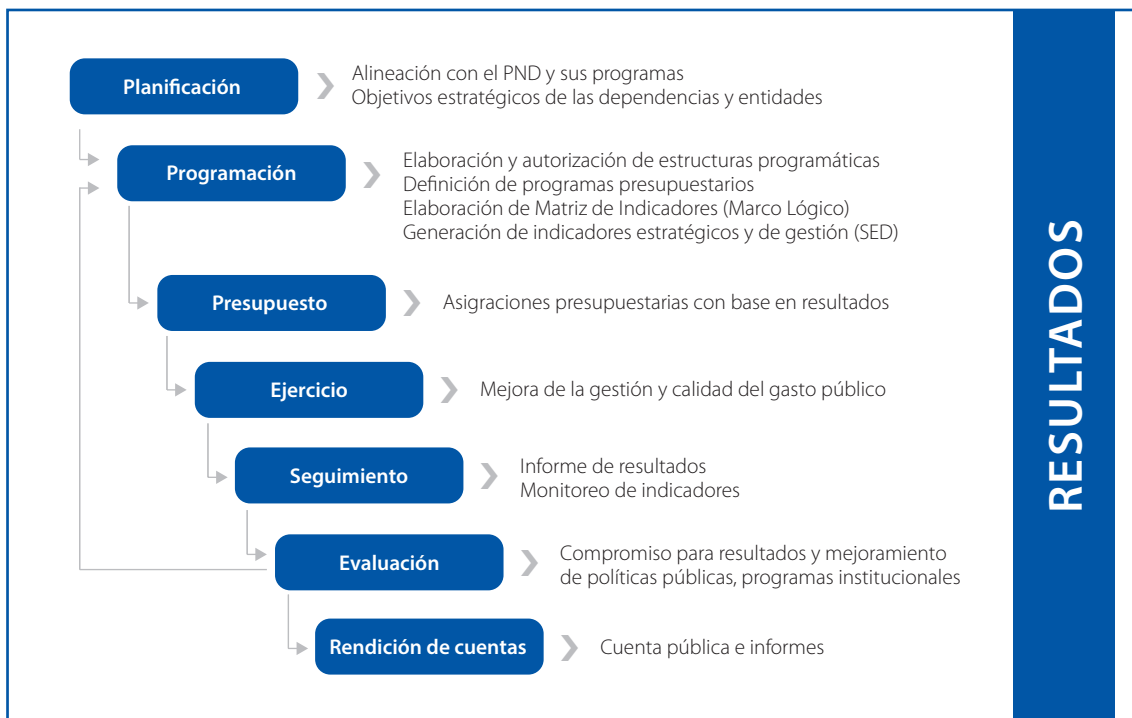 Planificación
Alineación con el PND y sus programas
Objetivos estratégicos de las dependencias y entidades
Programación
Elaboración y autorización de estructuras programáticas
Definición de programas presupuestarios
Elaboración de Matriz de Indicadores (Marco Lógico)
Generación de indicadores estratégicos y de gestión (SED)
Presupuesto
Asigraciones presupuestarias con base en resultados
Ejercicio
Mejora de la gestión y calidad del gasto público
Seguimiento
Informe de resultados
Monitoreo de indicadores
Evaluación
Compromiso para resultados y mejoramiento
de políticas públicas, programas institucionales
Rendición de cuentas
Cuenta pública e informes
RESULTADOS